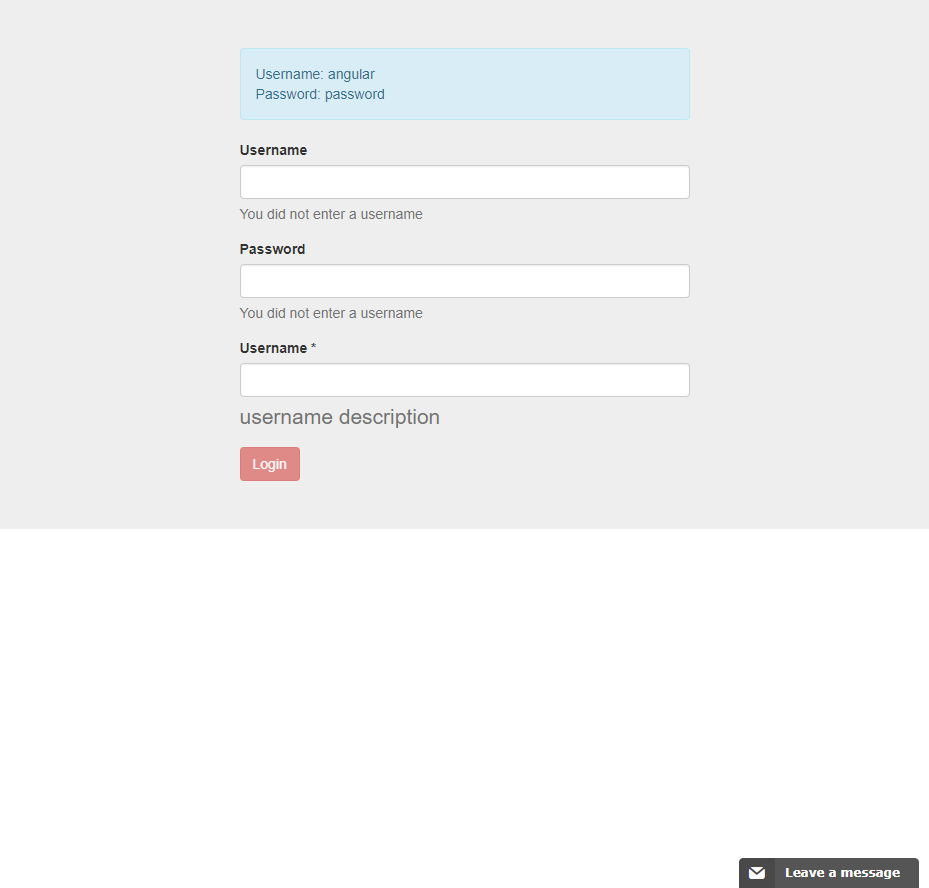 Username: angular
Password: password
Username
You did not enter a username
Password
You did not enter a username
Username *
username description
Login
Leave a message